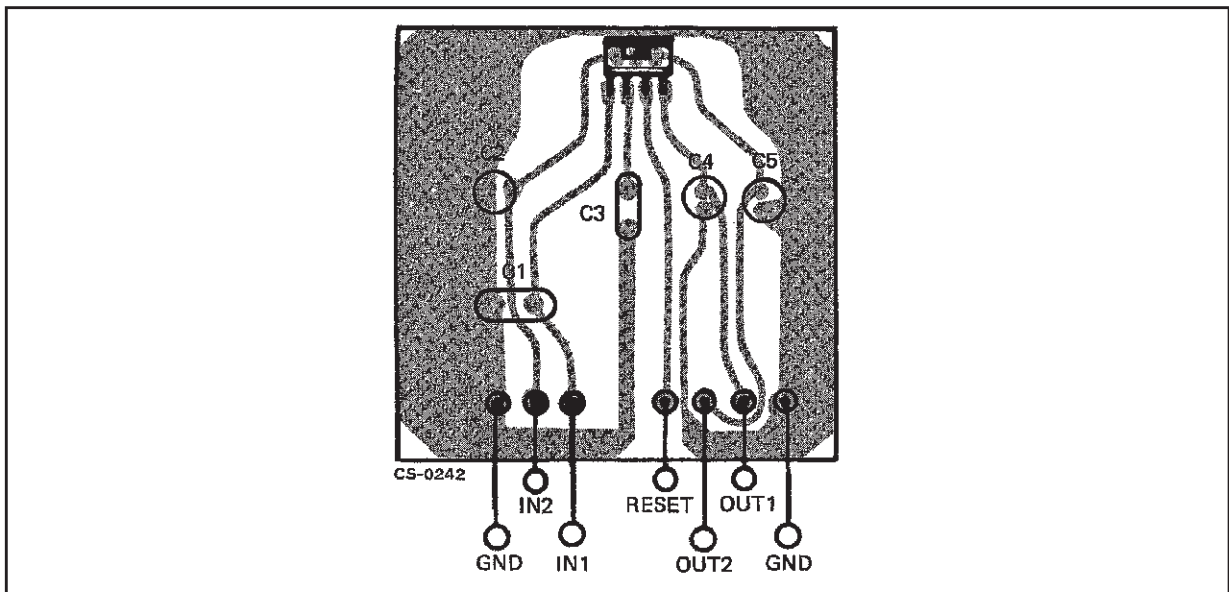 C2
C4
C5
C3
C1
CS-0242
IN2
RESET
OUT1
GND
IN1
OUT2
GND